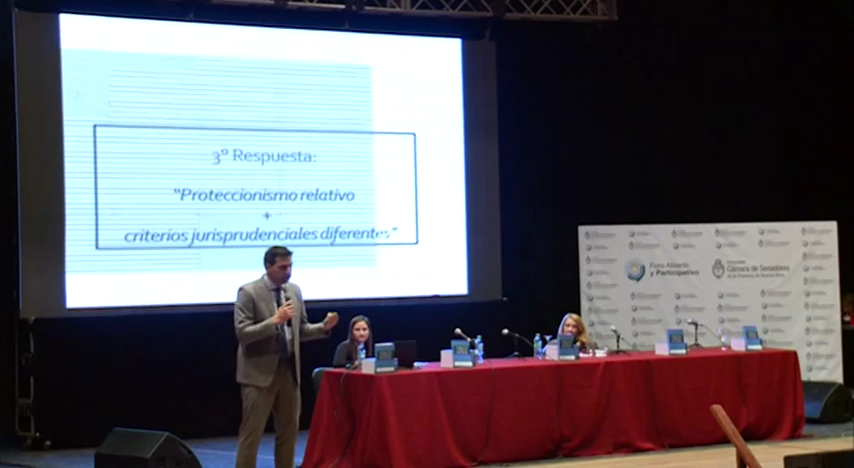 3º Respuesta:
"Proteccionismo relativo
+
criterios jurisprudenciales diferentes"
Foro Abierto
y Participativo
Cámara de Senadores